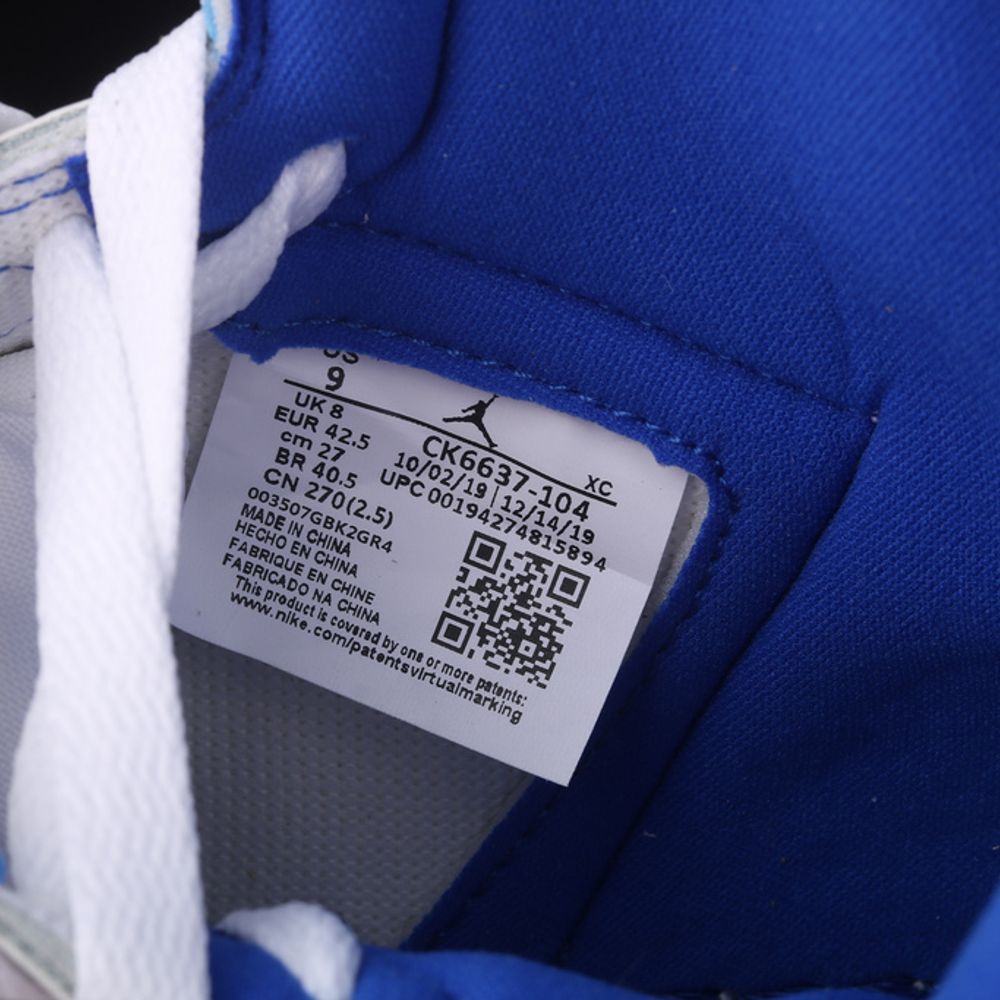 US
9
UK 8
EUR 42.5
cm 27
BR 40.5
CN 270(2.5)
003507GBK2GR4
MADE IN CHINA
HECHO EN CHINA
FABRIQUE EN CHINE
FABRICADO NA CHINA
This product is covered by one or more patents:
www.nike.com/patentsvirtualmarking
XC
CK6637-104
10/02/19 | 12/14/19
UPC 00194274815894